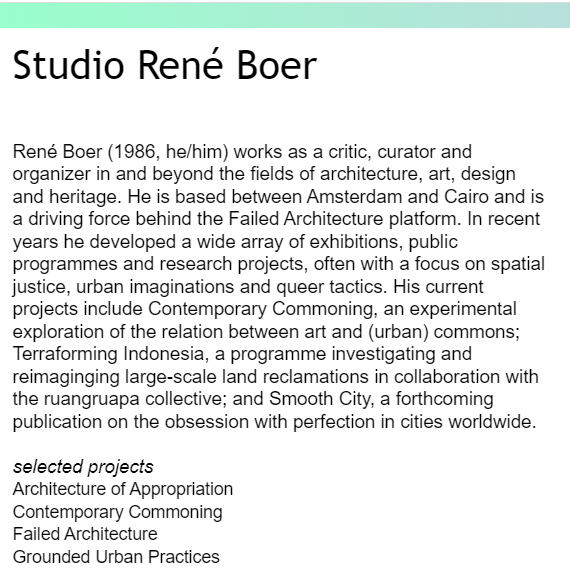 Studio René Boer
René Boer (1986, he/him) works as a critic, curator and
organizer in and beyond the fields of architecture, art, design
and heritage. He is based between Amsterdam and Cairo and is
a driving force behind the Failed Architecture platform. In recent
years he developed a wide array of exhibitions, public
programmes and research projects, often with a focus on spatial
justice, urban imaginations and queer tactics. His current
projects include Contemporary Commoning, an experimental
exploration of the relation between art and (urban) commons;
Terraforming Indonesia, a programme investigating and
reimaginging large-scale land reclamations in collaboration with
the ruangruapa collective; and Smooth City, a forthcoming
publication on the obsession with perfection in cities worldwide.
selected projects
Architecture of Appropriation
Contemporary Commoning
Failed Architecture
Grounded Urban Practices